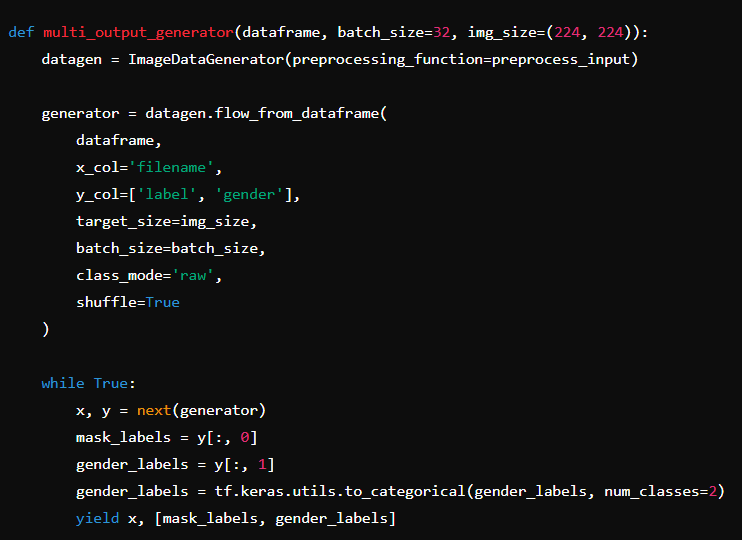 def multi_output_generator(dataframe, batch_size=32, img_size=(224, 224)):
    datagen = ImageDataGenerator(preprocessing_function=preprocess_input)

    generator = datagen.flow_from_dataframe(
        dataframe,
        x_col='filename',
        y_col=['label', 'gender'],
        target_size=img_size,
        batch_size=batch_size,
        class_mode='raw',
        shuffle=True
    )

    while True:
        x, y = next(generator)
        mask_labels = y[:, 0]
        gender_labels = y[:, 1]
        gender_labels = tf.keras.utils.to_categorical(gender_labels, num_classes=2)
        yield x, [mask_labels, gender_labels]